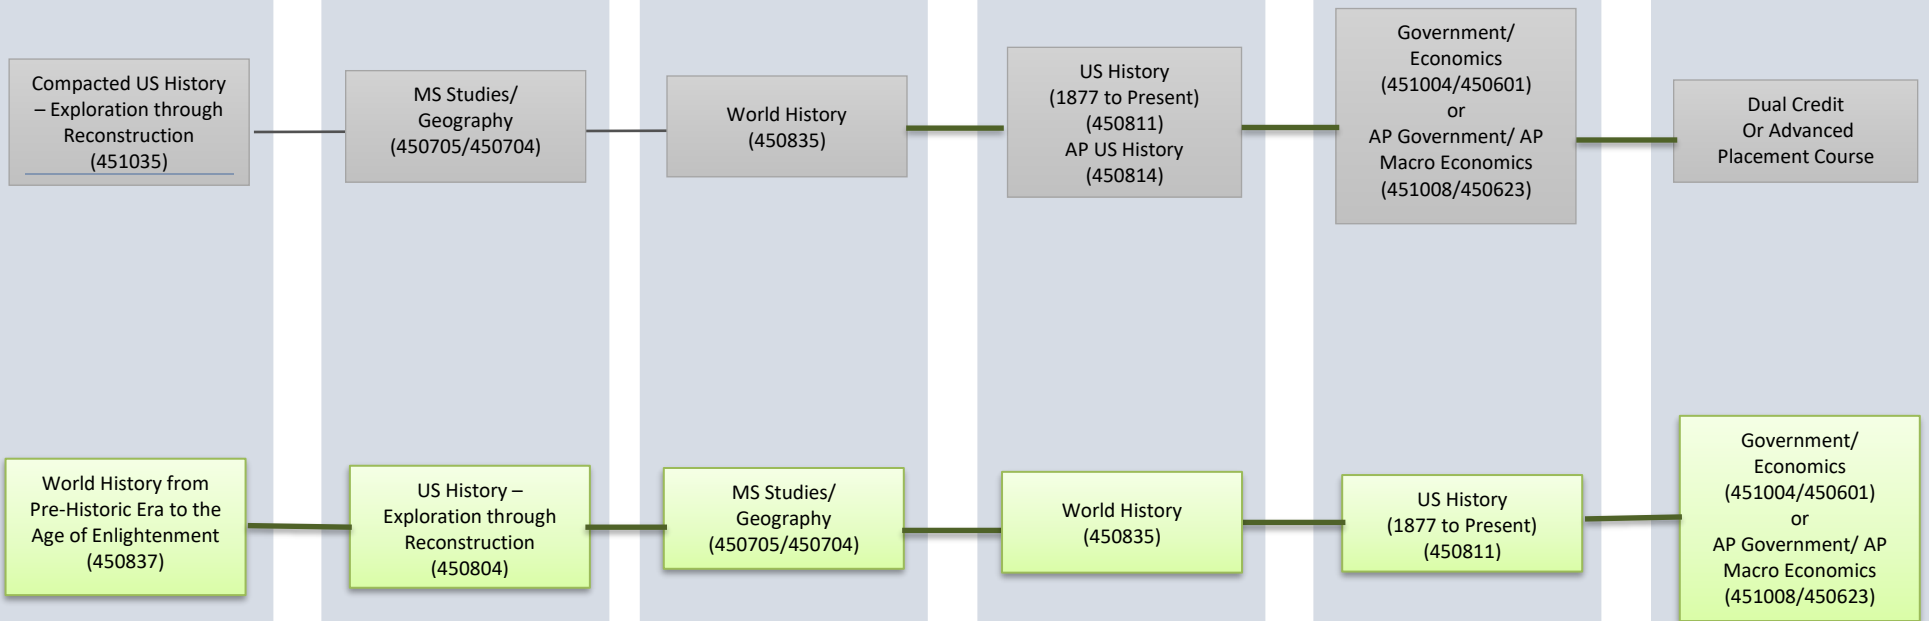 Compacted US History
– Exploration through
Reconstruction
(451035)
MS Studies/
Geography
(450705/450704)
World History
(450835)
US History
(1877 to Present)
(450811)
AP US History
(450814)
Government/
Economics
(451004/450601)
or
AP Government/ AP
Macro Economics
(451008/450623)
Dual Credit
Or Advanced
Placement Course
World History from
Pre-Historic Era to the
Age of Enlightenment
(450837)
US History –
Exploration through
Reconstruction
(450804)
MS Studies/
Geography
(450705/450704)
World History
(450835)
US History
(1877 to Present)
(450811)
Government/
Economics
(451004/450601)
or
AP Government/ AP
Macro Economics
(451008/450623)